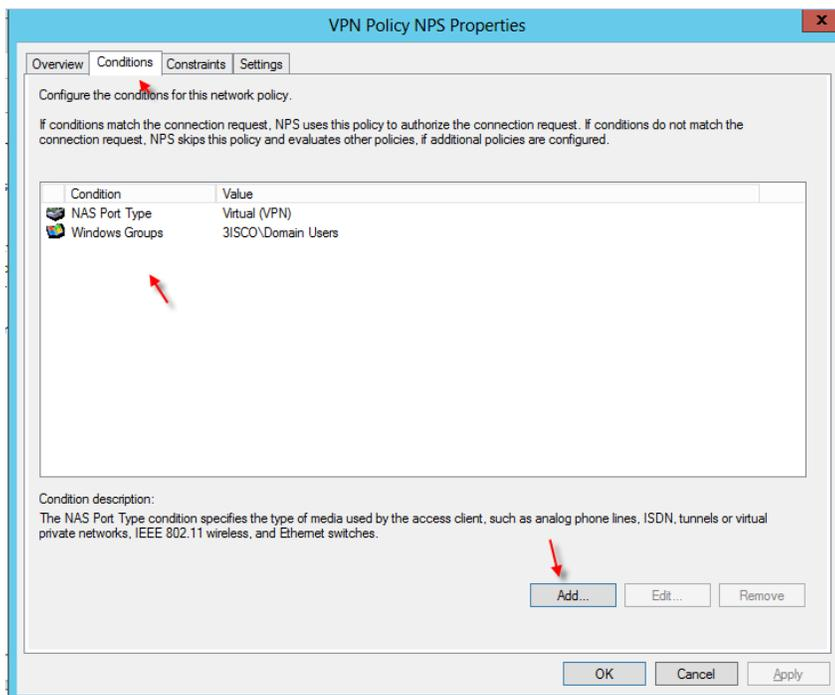 VPN Policy NPS Properties
x
Overview Conditions Constraints Settings
Configure the conditions for this network policy.
If conditions match the connection request, NPS uses this policy to authorize the connection request. If conditions do not match the
connection request, NPS skips this policy and evaluates other policies, if additional policies are configured.
Condition Value
NAS Port Type Virtual (VPN)
Windows Groups 3ISCO\Domain Users
Condition description:
The NAS Port Type condition specifies the type of media used by the access client, such as analog phone lines, ISDN, tunnels or virtual
private networks, IEEE 802.11 wireless, and Ethernet switches.
Add... Edit... Remove
OK Cancel Apply